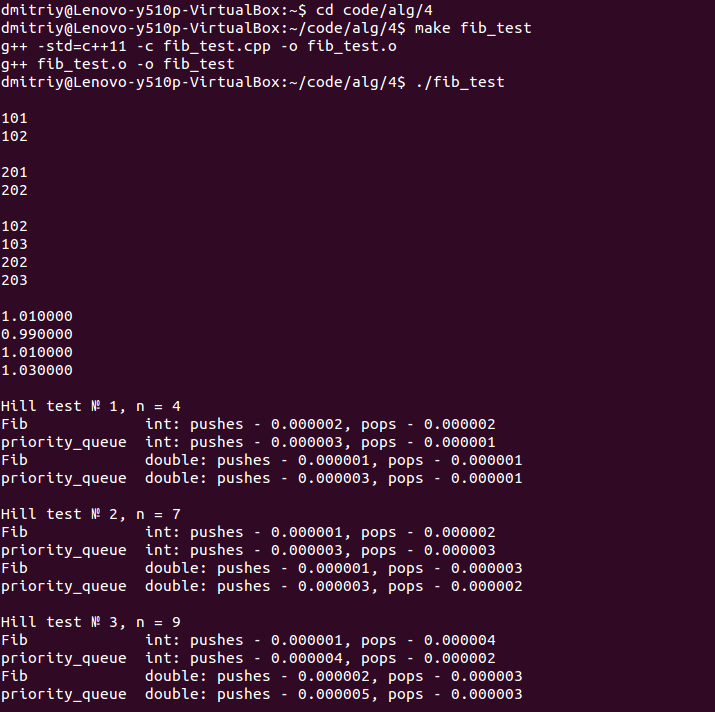 dmitriy@Lenovo-y510p-VirtualBox:~$ cd code/alg/4
dmitriy@Lenovo-y510p-VirtualBox:~/code/alg/4$ make fib_test
g++ -std=c++11 -c fib_test.cpp -o fib_test.o
g++ fib_test.o -o fib_test
dmitriy@Lenovo-y510p-VirtualBox:~/code/alg/4$ ./fib_test

101
102

201
202

102
103
202
203

1.010000
0.990000
1.010000
1.030000

Hill test № 1, n = 4
Fib             int: pushes - 0.000002, pops - 0.000002
priority_queue  int: pushes - 0.000003, pops - 0.000001
Fib             double: pushes - 0.000001, pops - 0.000001
priority_queue  double: pushes - 0.000003, pops - 0.000001

Hill test № 2, n = 7
Fib             int: pushes - 0.000001, pops - 0.000002
priority_queue  int: pushes - 0.000003, pops - 0.000003
Fib             double: pushes - 0.000001, pops - 0.000003
priority_queue  double: pushes - 0.000003, pops - 0.000002

Hill test № 3, n = 9
Fib             int: pushes - 0.000001, pops - 0.000004
priority_queue  int: pushes - 0.000004, pops - 0.000002
Fib             double: pushes - 0.000002, pops - 0.000003
priority_queue  double: pushes - 0.000005, pops - 0.000003